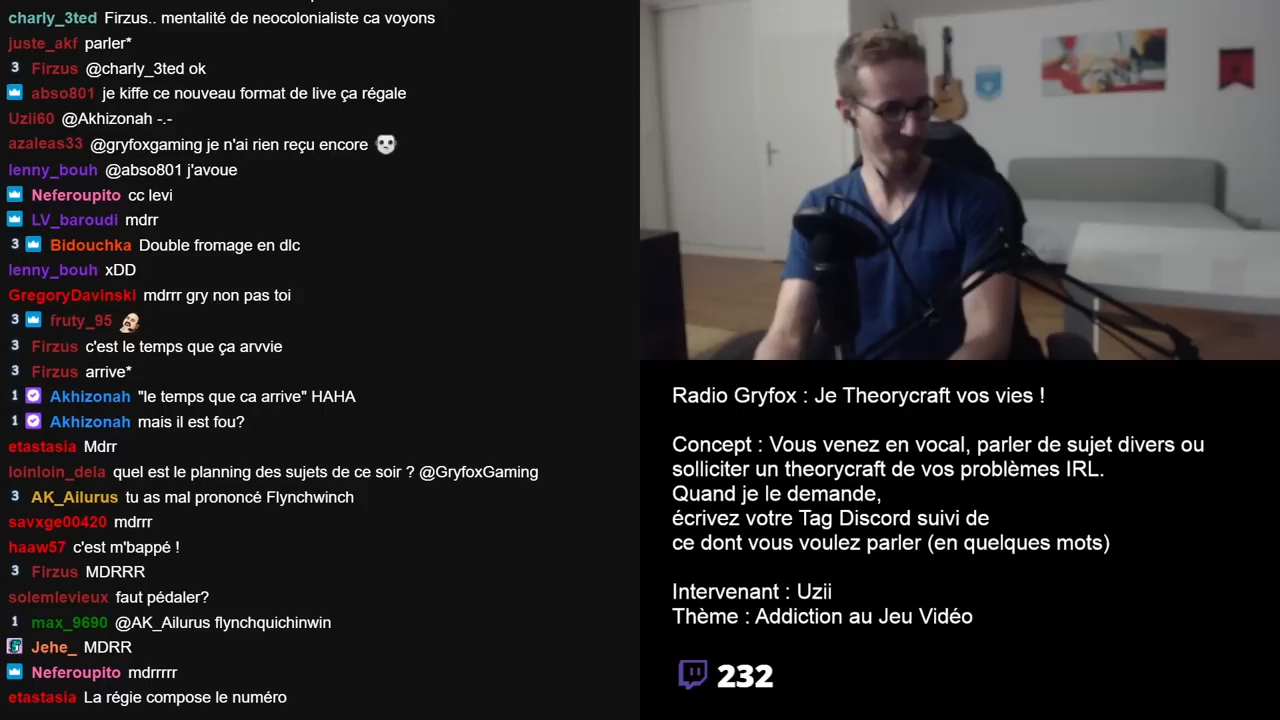 charly_3ted Firzus.. mentalité de neocolonialiste ca voyons
juste_akf parler*
3 Firzus @charly_3ted ok
abso801 je kiffe ce nouveau format de live ça régale
Uzii60 @Akhizonah -.-
azaleas33 @gryfoxgaming je n'ai rien reçu encore
lenny_bouh @abso801 j'avoue
Neferoupito cc levi
LV_baroudi mdrr
3 Bidouchka Double fromage en dlc
lenny_bouh xDD
GregoryDavinski mdrrr gry non pas toi
3 fruty_95
3 Firzus c'est le temps que ça arvvie
3 Firzus arrive*
1 Akhizonah "le temps que ca arrive" HAHA
1 Akhizonah mais il est fou?
etastasia Mdrr
loinloin_dela quel est le planning des sujets de ce soir ? @GryfoxGaming
3 AK_Ailurus tu as mal prononcé Flynchwinch
savxge00420 mdrrr
haaw57 c'est m'bappé !
3 Firzus MDRRR
solemlevieux faut pédaler?
1 max_9690 @AK_Ailurus flynchquichinwin
Jehe_ MDRR
Neferoupito mdrrrrr
etastasia La régie compose le numéro
Radio Gryfox : Je Theorycraft vos vies !
Concept : Vous venez en vocal, parler de sujet divers ou
solliciter un theorycraft de vos problèmes IRL.
Quand je le demande,
écrivez votre Tag Discord suivi de
ce dont vous voulez parler (en quelques mots)
Intervenant : Uzii
Thème : Addiction au Jeu Vidéo
232